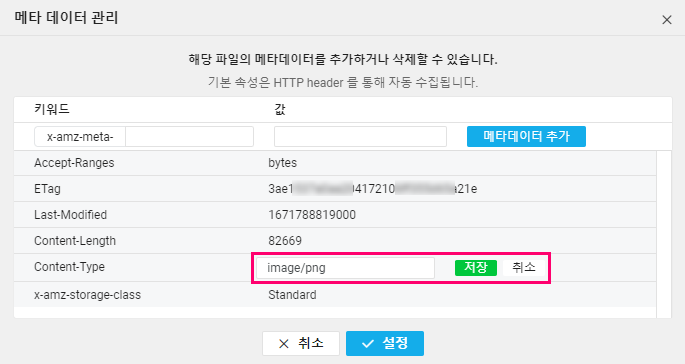 메타 데이터 관리
해당 파일의 메타데이터를 추가하거나 삭제할 수 있습니다.
기본 속성은 HTTP header 를 통해 자동 수집됩니다.
키워드 값
x-amz-meta- 메타데이터 추가
Accept-Ranges bytes
ETag 3ae1 0417210 a21e
Last-Modified 1671788819000
Content-Length 82669
Content-Type image/png 저장 취소
x-amz-storage-class Standard
취소 설정